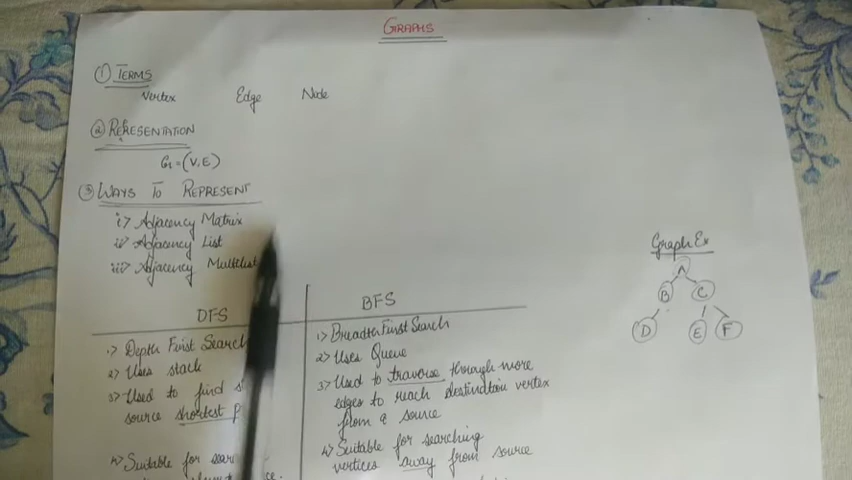 GRAPHS
① TERMS
Vertex Edge Node
② REPRESENTATION
G = (V, E)
③ WAYS TO REPRESENT
i> Adjacency Matrix
ii> Adjacency List
iii> Adjacency Multilist
Graph Ex
A
B C
D E F
DFS
1> Depth First Search
2> Uses stack
3> Used to find
source shortest
4> Suitable for
BFS
1> Breadth First Search
2> Uses Queue
3> Used to traverse through more
edges to reach destination vertex
from a source
4> Suitable for searching
vertices away from source